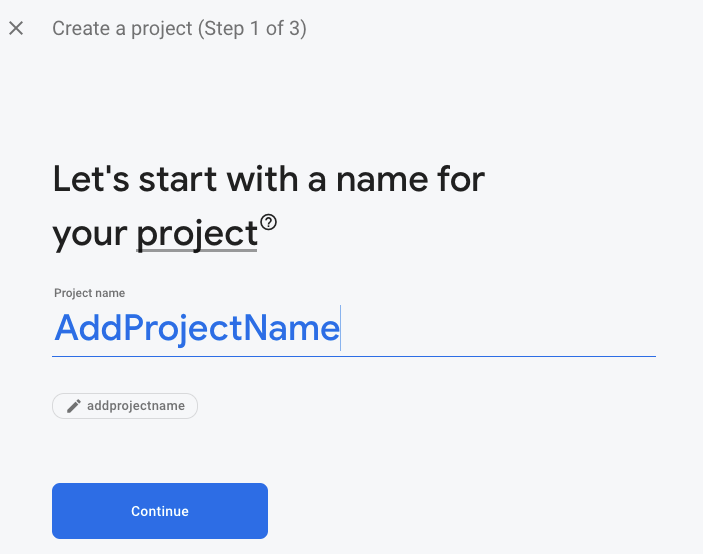 Create a project (Step 1 of 3)
Let's start with a name for
your project
Project name
AddProjectName
addprojectname
Continue